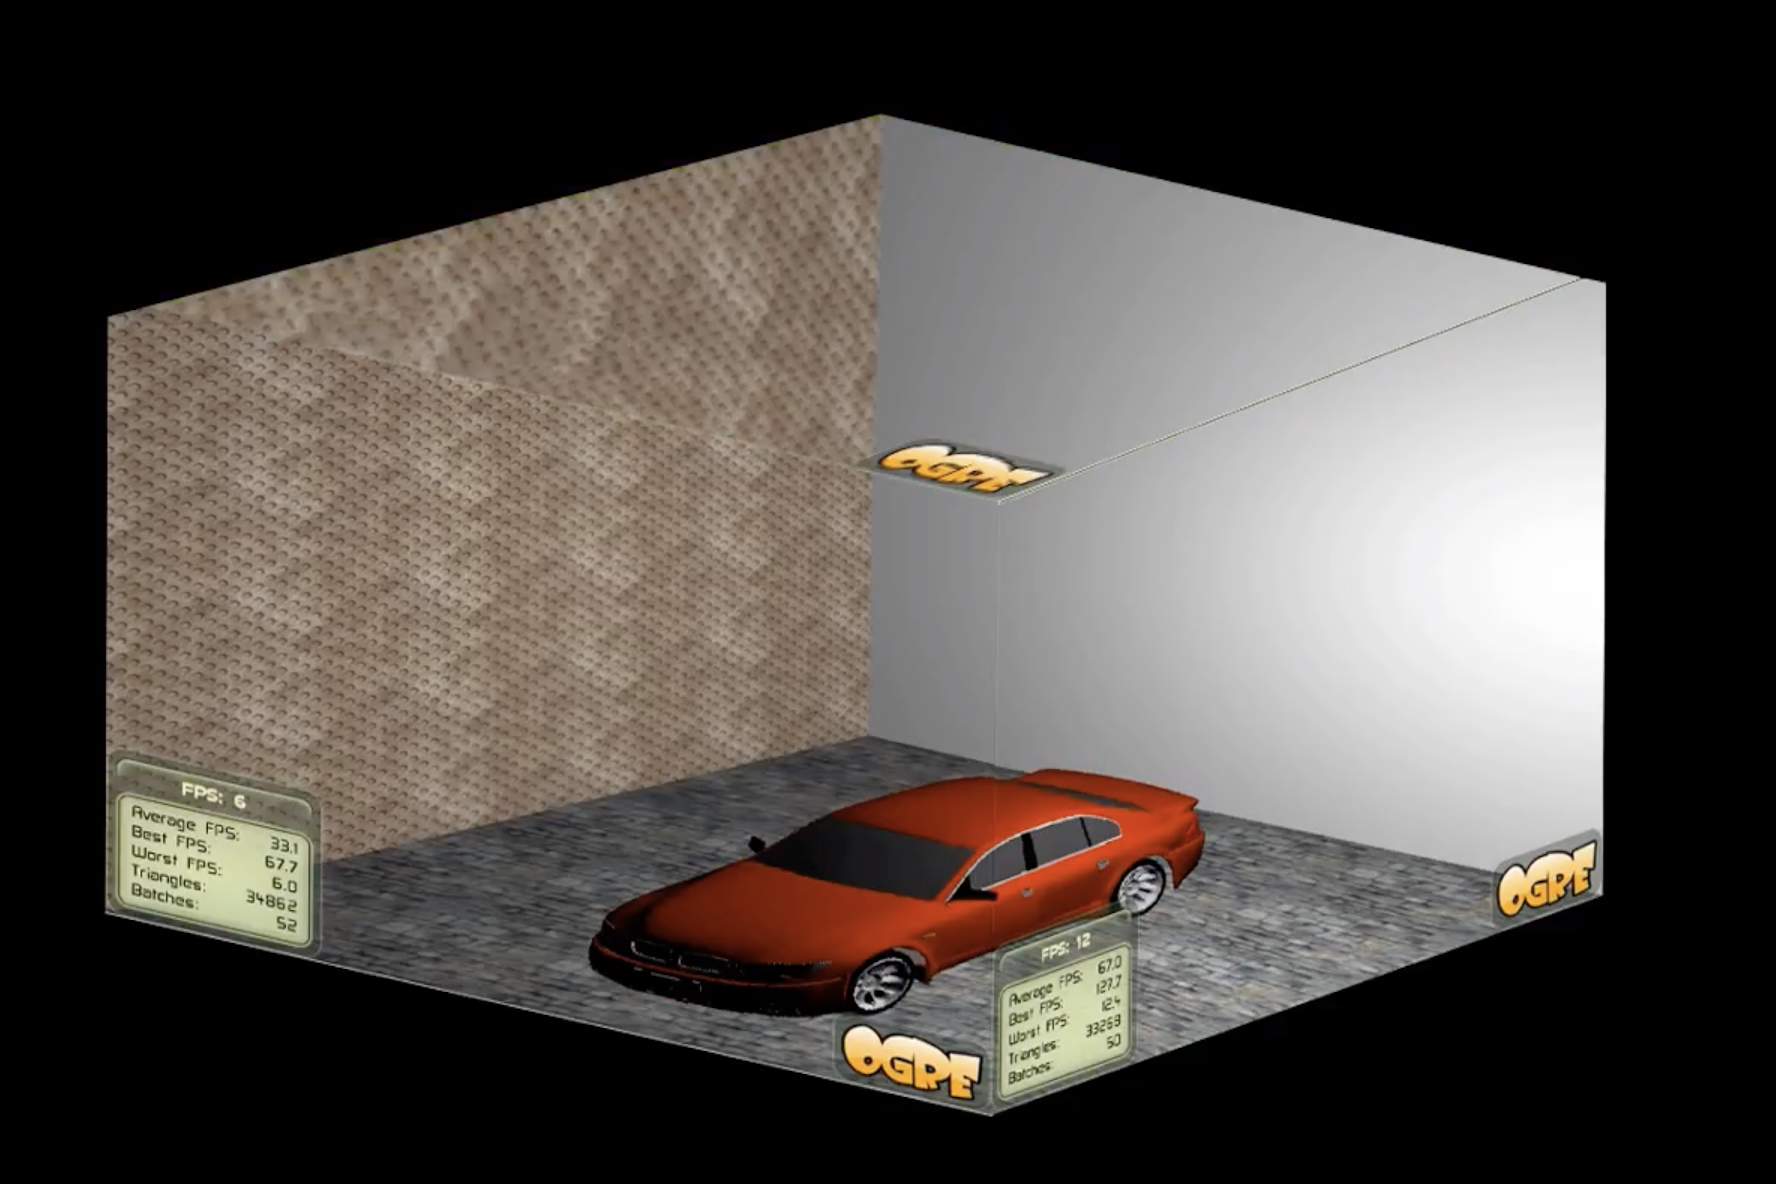 OGRE
FPS: 6
Average FPS: 33.1
Best FPS: 67.7
Worst FPS: 6.0
Triangles: 34862
Batches: 52
OGRE
FPS: 12
Average FPS: 67.0
Best FPS: 127.7
Worst FPS: 12.4
Triangles: 33268
Batches: 50
OGRE